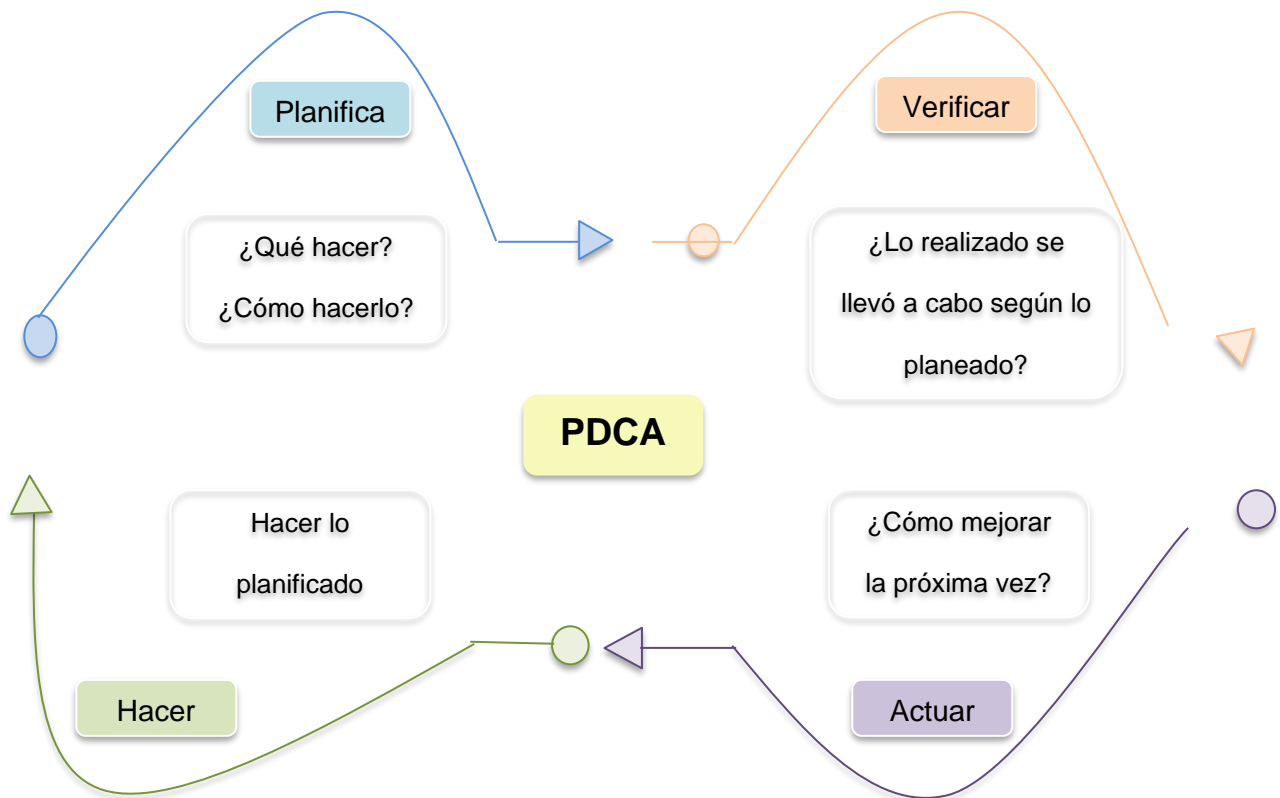 Planifica
Verificar
¿Qué hacer?
¿Cómo hacerlo?
¿Lo realizado se
llevó a cabo según lo
planeado?
PDCA
Hacer lo
planificado
¿Cómo mejorar
la próxima vez?
Hacer
Actuar